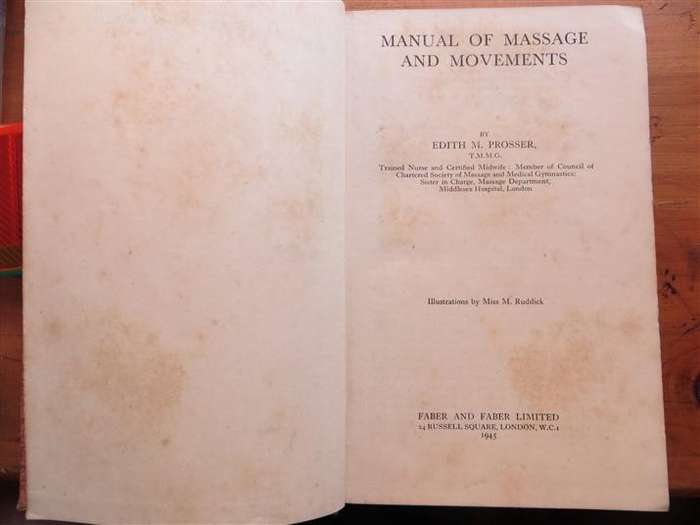 MANUAL OF MASSAGE
AND MOVEMENTS
BY
EDITH M. PROSSER,
T.M.M.G.
Trained Nurse and Certified Midwife: Member of Council of
Chartered Society of Massage and Medical Gymnastics;
Sister in Charge, Massage Department,
Middlesex Hospital, London
Illustrations by Miss M. Ruddick
FABER AND FABER LIMITED
24 RUSSELL SQUARE, LONDON, W.C.1
1945